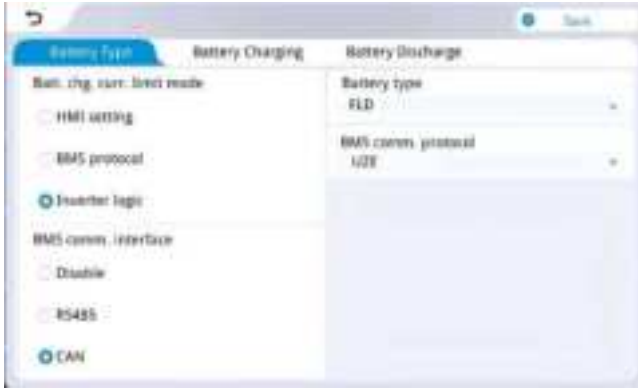 Save
Battery Type
Battery Charging
Battery Discharge
Batt. chg. curr. limit mode
HMI setting
BMS protocol
Inverter logic
BMS comm. interface
Disable
RS485
CAN
Battery type
FLD
BMS comm. protocol